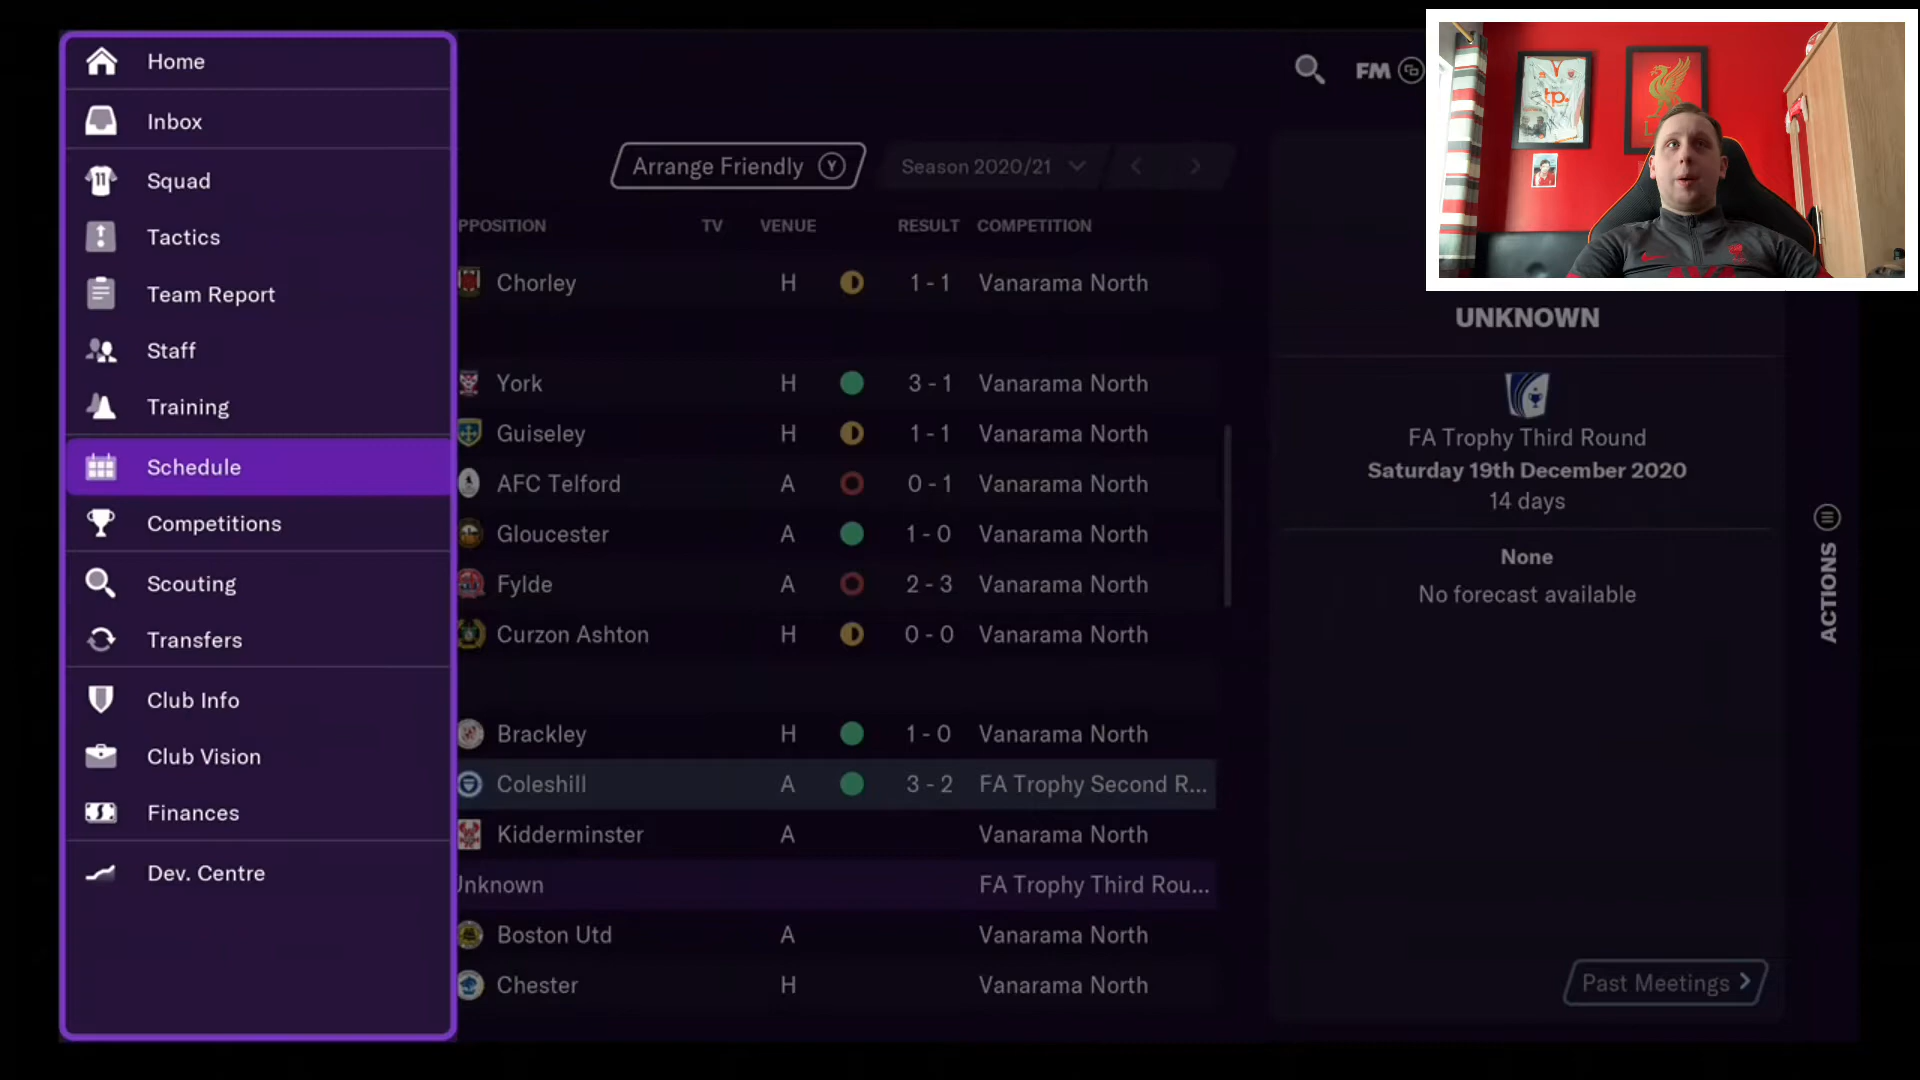 Home
Inbox
Squad
Tactics
Team Report
Staff
Training
Schedule
Competitions
Scouting
Transfers
Club Info
Club Vision
Finances
Dev. Centre
FM
Arrange Friendly Y
Season 2020/21
PPOSITION TV VENUE RESULT COMPETITION
Chorley H 1 - 1 Vanarama North
York H 3 - 1 Vanarama North
Guiseley H 1 - 1 Vanarama North
AFC Telford A 0 - 1 Vanarama North
Gloucester A 1 - 0 Vanarama North
Fylde A 2 - 3 Vanarama North
Curzon Ashton H 0 - 0 Vanarama North
Brackley H 1 - 0 Vanarama North
Coleshill A 3 - 2 FA Trophy Second R...
Kidderminster A Vanarama North
Unknown FA Trophy Third Rou...
Boston Utd A Vanarama North
Chester H Vanarama North
UNKNOWN
FA Trophy Third Round
Saturday 19th December 2020
14 days
None
No forecast available
Past Meetings
ACTIONS